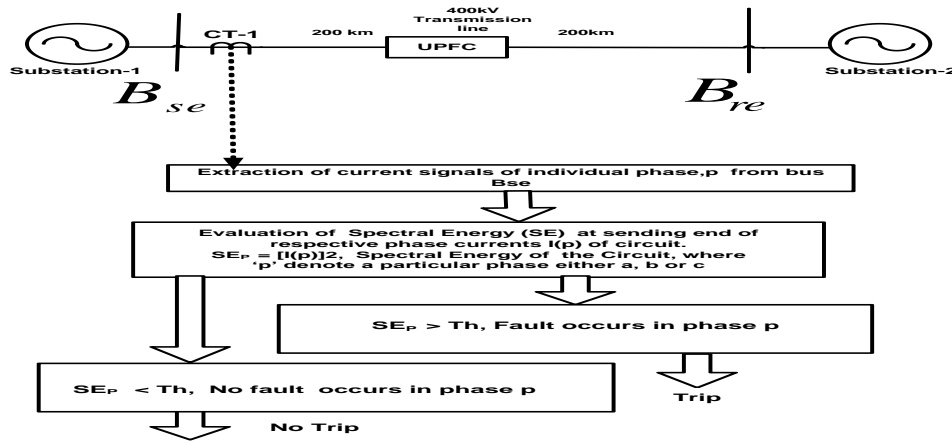 400kV
Transmission
line
CT-1
200 km
UPFC
200km
Substation-1
Substation-2
Bse
Bre
Extraction of current signals of individual phase,p from bus
Bse
Evaluation of Spectral Energy (SE) at sending end of
respective phase currents I(p) of circuit.
SEP = [I(p)]2, Spectral Energy of the Circuit, where
‘p’ denote a particular phase either a, b or c
SEP > Th, Fault occurs in phase p
SEP < Th, No fault occurs in phase p
Trip
No Trip